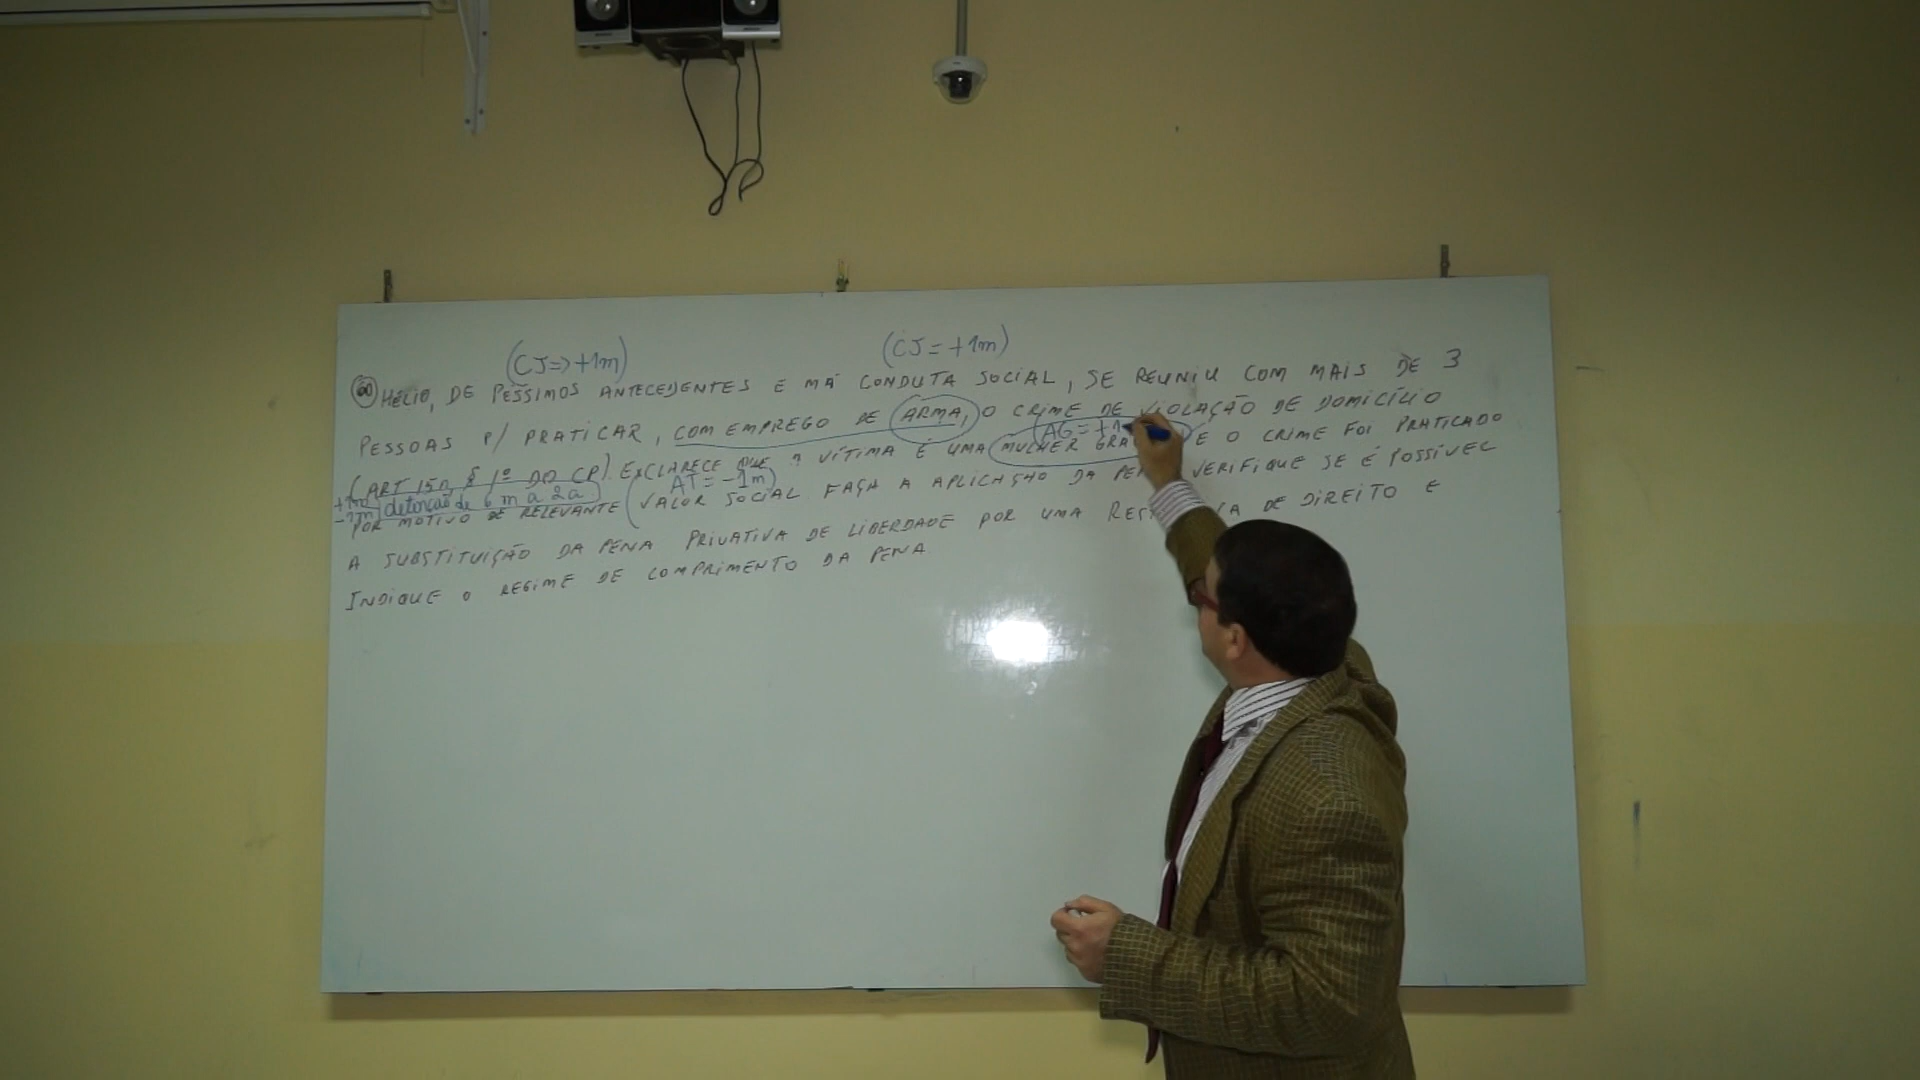 (CJ=>+1m) (CJ=+1m)
HÉLIO, DE PÉSSIMOS ANTECEDENTES E MÁ CONDUTA SOCIAL, SE REUNIU COM MAIS DE 3
PESSOAS P/ PRATICAR, COM EMPREGO DE ARMA, O CRIME DE VIOLAÇÃO DE DOMICÍLIO
(AG=+1
(ART 150, § 1º DO CP). ESCLARECE QUE A VÍTIMA É UMA MULHER E O CRIME FOI PRATICADO
+1m -1m detenção de 6 m a 2a (AT=-1m)
POR MOTIVO DE RELEVANTE VALOR SOCIAL FAÇA A APLICAÇÃO DA VERIFIQUE SE É POSSÍVEL
A SUBSTITUIÇÃO DA PENA PRIVATIVA DE LIBERDADE POR UMA DE DIREITO E
INDIQUE O REGIME DE COMPRIMENTO DA PENA